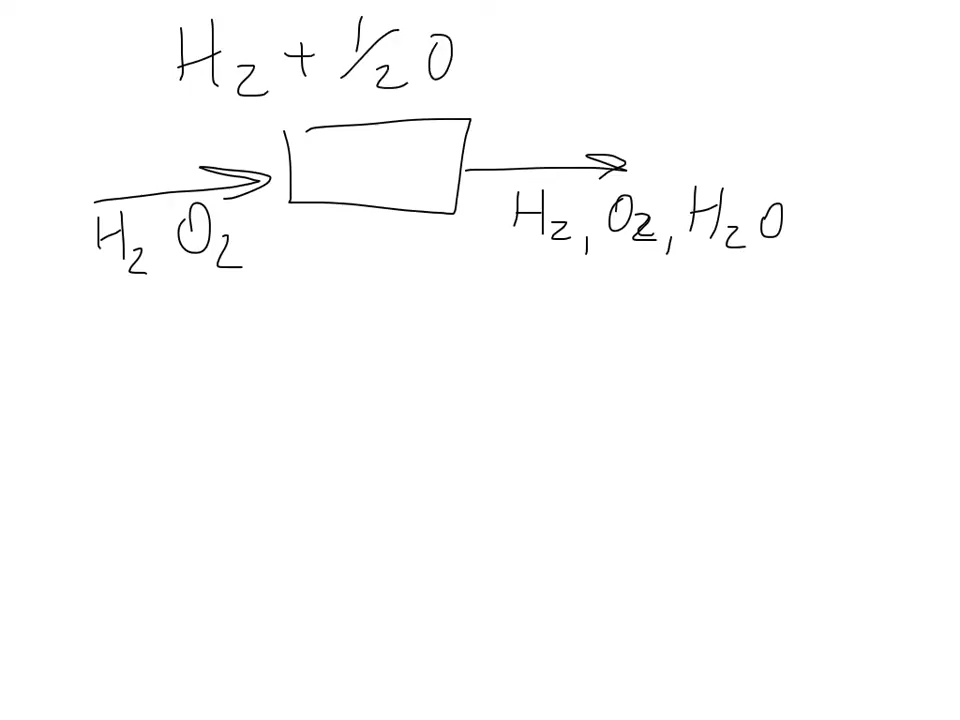 H₂ + 1/2 O
H₂ O₂
H₂, O₂, H₂O